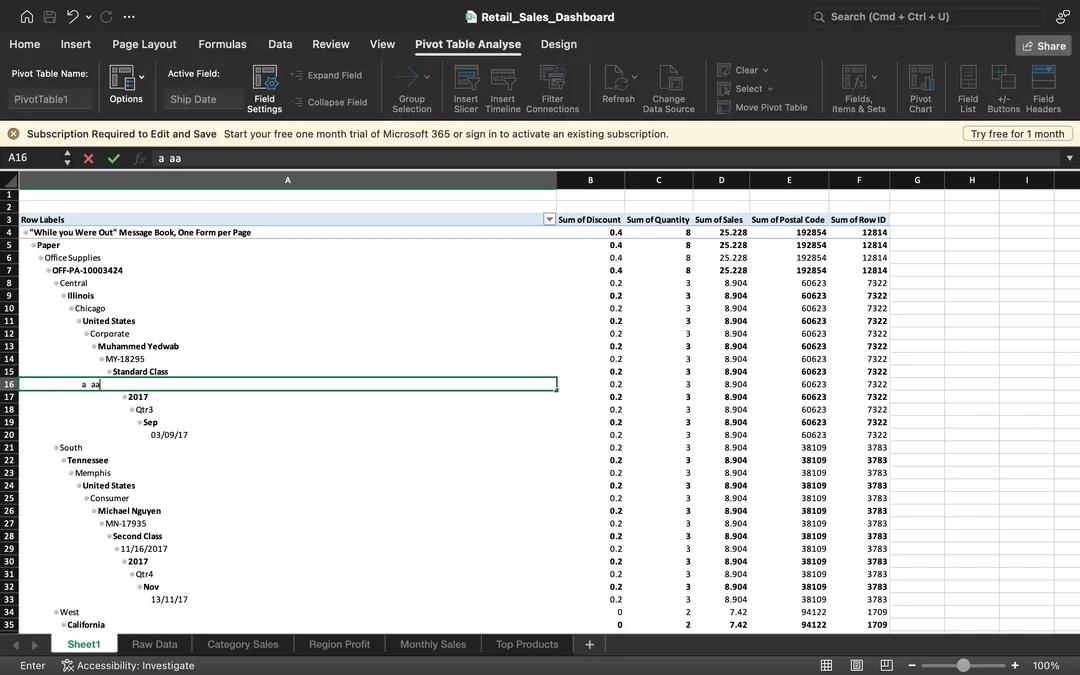 Retail_Sales_Dashboard
Search (Cmd + Ctrl + U)
Home Insert Page Layout Formulas Data Review View Pivot Table Analyse Design Share
Pivot Table Name:
PivotTable1
Options
Active Field:
Ship Date
Field Settings
Expand Field
Collapse Field
Group Selection
Insert Slicer
Insert Timeline
Filter Connections
Refresh
Change Data Source
Clear
Select
Move Pivot Table
Fields, Items & Sets
Pivot Chart
Field List
+/- Buttons
Field Headers
Subscription Required to Edit and Save Start your free one month trial of Microsoft 365 or sign in to activate an existing subscription. Try free for 1 month
A16 fx a aa
A B C D E F G H I
1
2
3 Row Labels Sum of Discount Sum of Quantity Sum of Sales Sum of Postal Code Sum of Row ID
4 "While you Were Out" Message Book, One Form per Page 0.4 8 25.228 192854 12814
5 Paper 0.4 8 25.228 192854 12814
6 Office Supplies 0.4 8 25.228 192854 12814
7 OFF-PA-10003424 0.4 8 25.228 192854 12814
8 Central 0.2 3 8.904 60623 7322
9 Illinois 0.2 3 8.904 60623 7322
10 Chicago 0.2 3 8.904 60623 7322
11 United States 0.2 3 8.904 60623 7322
12 Corporate 0.2 3 8.904 60623 7322
13 Muhammed Yedwab 0.2 3 8.904 60623 7322
14 MY-18295 0.2 3 8.904 60623 7322
15 Standard Class 0.2 3 8.904 60623 7322
16 a aa 0.2 3 8.904 60623 7322
17 2017 0.2 3 8.904 60623 7322
18 Qtr3 0.2 3 8.904 60623 7322
19 Sep 0.2 3 8.904 60623 7322
20 03/09/17 0.2 3 8.904 60623 7322
21 South 0.2 3 8.904 38109 3783
22 Tennessee 0.2 3 8.904 38109 3783
23 Memphis 0.2 3 8.904 38109 3783
24 United States 0.2 3 8.904 38109 3783
25 Consumer 0.2 3 8.904 38109 3783
26 Michael Nguyen 0.2 3 8.904 38109 3783
27 MN-17935 0.2 3 8.904 38109 3783
28 Second Class 0.2 3 8.904 38109 3783
29 11/16/2017 0.2 3 8.904 38109 3783
30 2017 0.2 3 8.904 38109 3783
31 Qtr4 0.2 3 8.904 38109 3783
32 Nov 0.2 3 8.904 38109 3783
33 13/11/17 0.2 3 8.904 38109 3783
34 West 0 2 7.42 94122 1709
35 California 0 2 7.42 94122 1709
Sheet1 Raw Data Category Sales Region Profit Monthly Sales Top Products +
Enter Accessibility: Investigate − + 100%